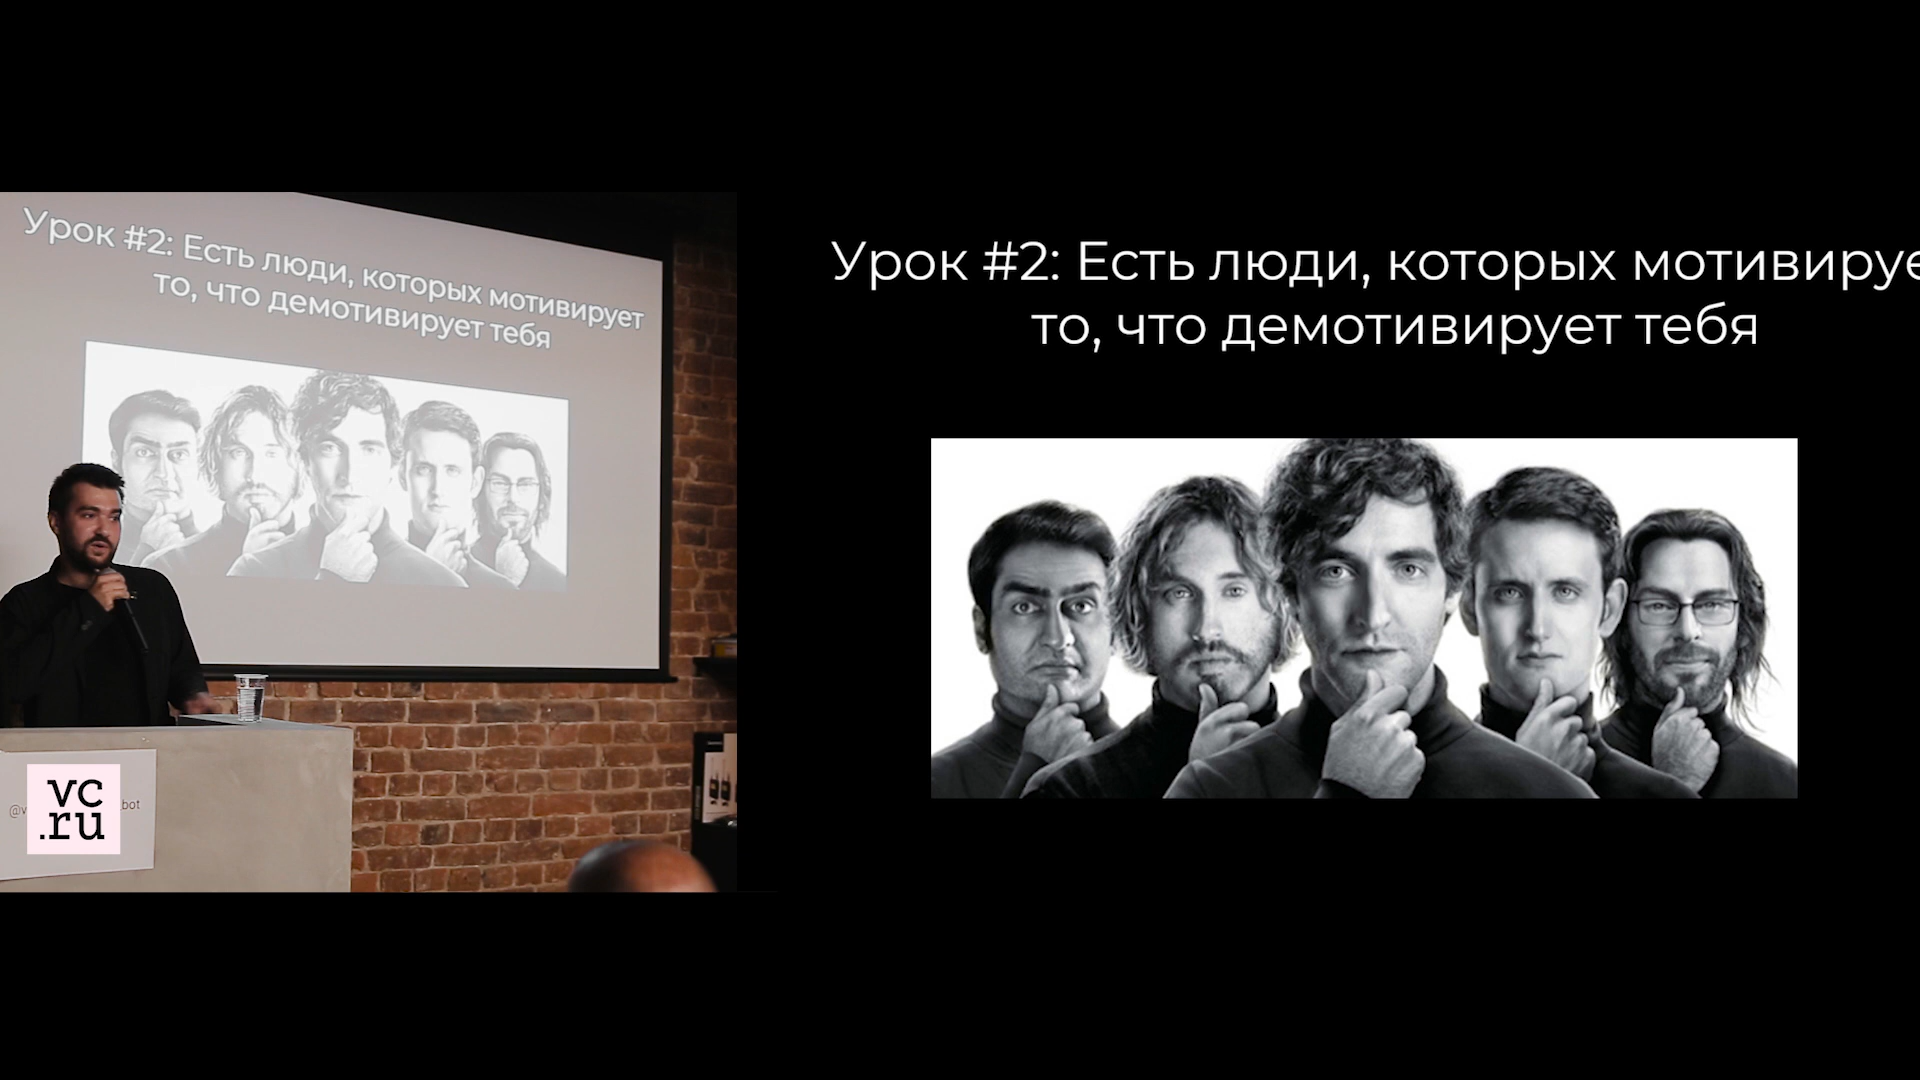 Урок #2: Есть люди, которых мотивирует
то, что демотивирует тебя
Урок #2: Есть люди, которых мотивируе
то, что демотивирует тебя
vc
.ru
@v
bot